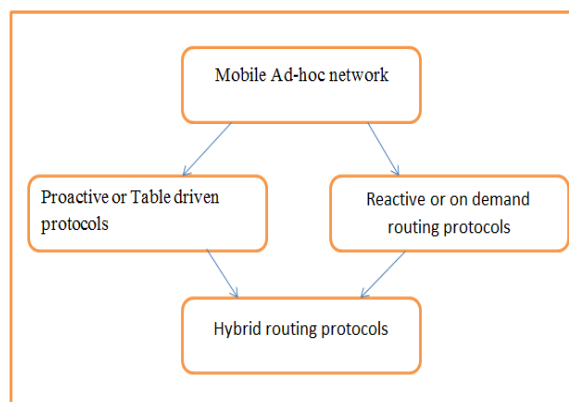 Mobile Ad-hoc network
Proactive or Table driven
protocols
Reactive or on demand
routing protocols
Hybrid routing protocols